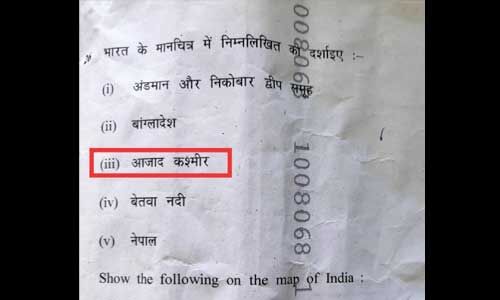 भारत के मानचित्र में निम्नलिखित को दर्शाइए :–
(i) अंडमान और निकोबार द्वीप समूह
(ii) बांग्लादेश
(iii) आजाद कश्मीर
(iv) बेतवा नदी
(v) नेपाल
Show the following on the map of India :
1008068